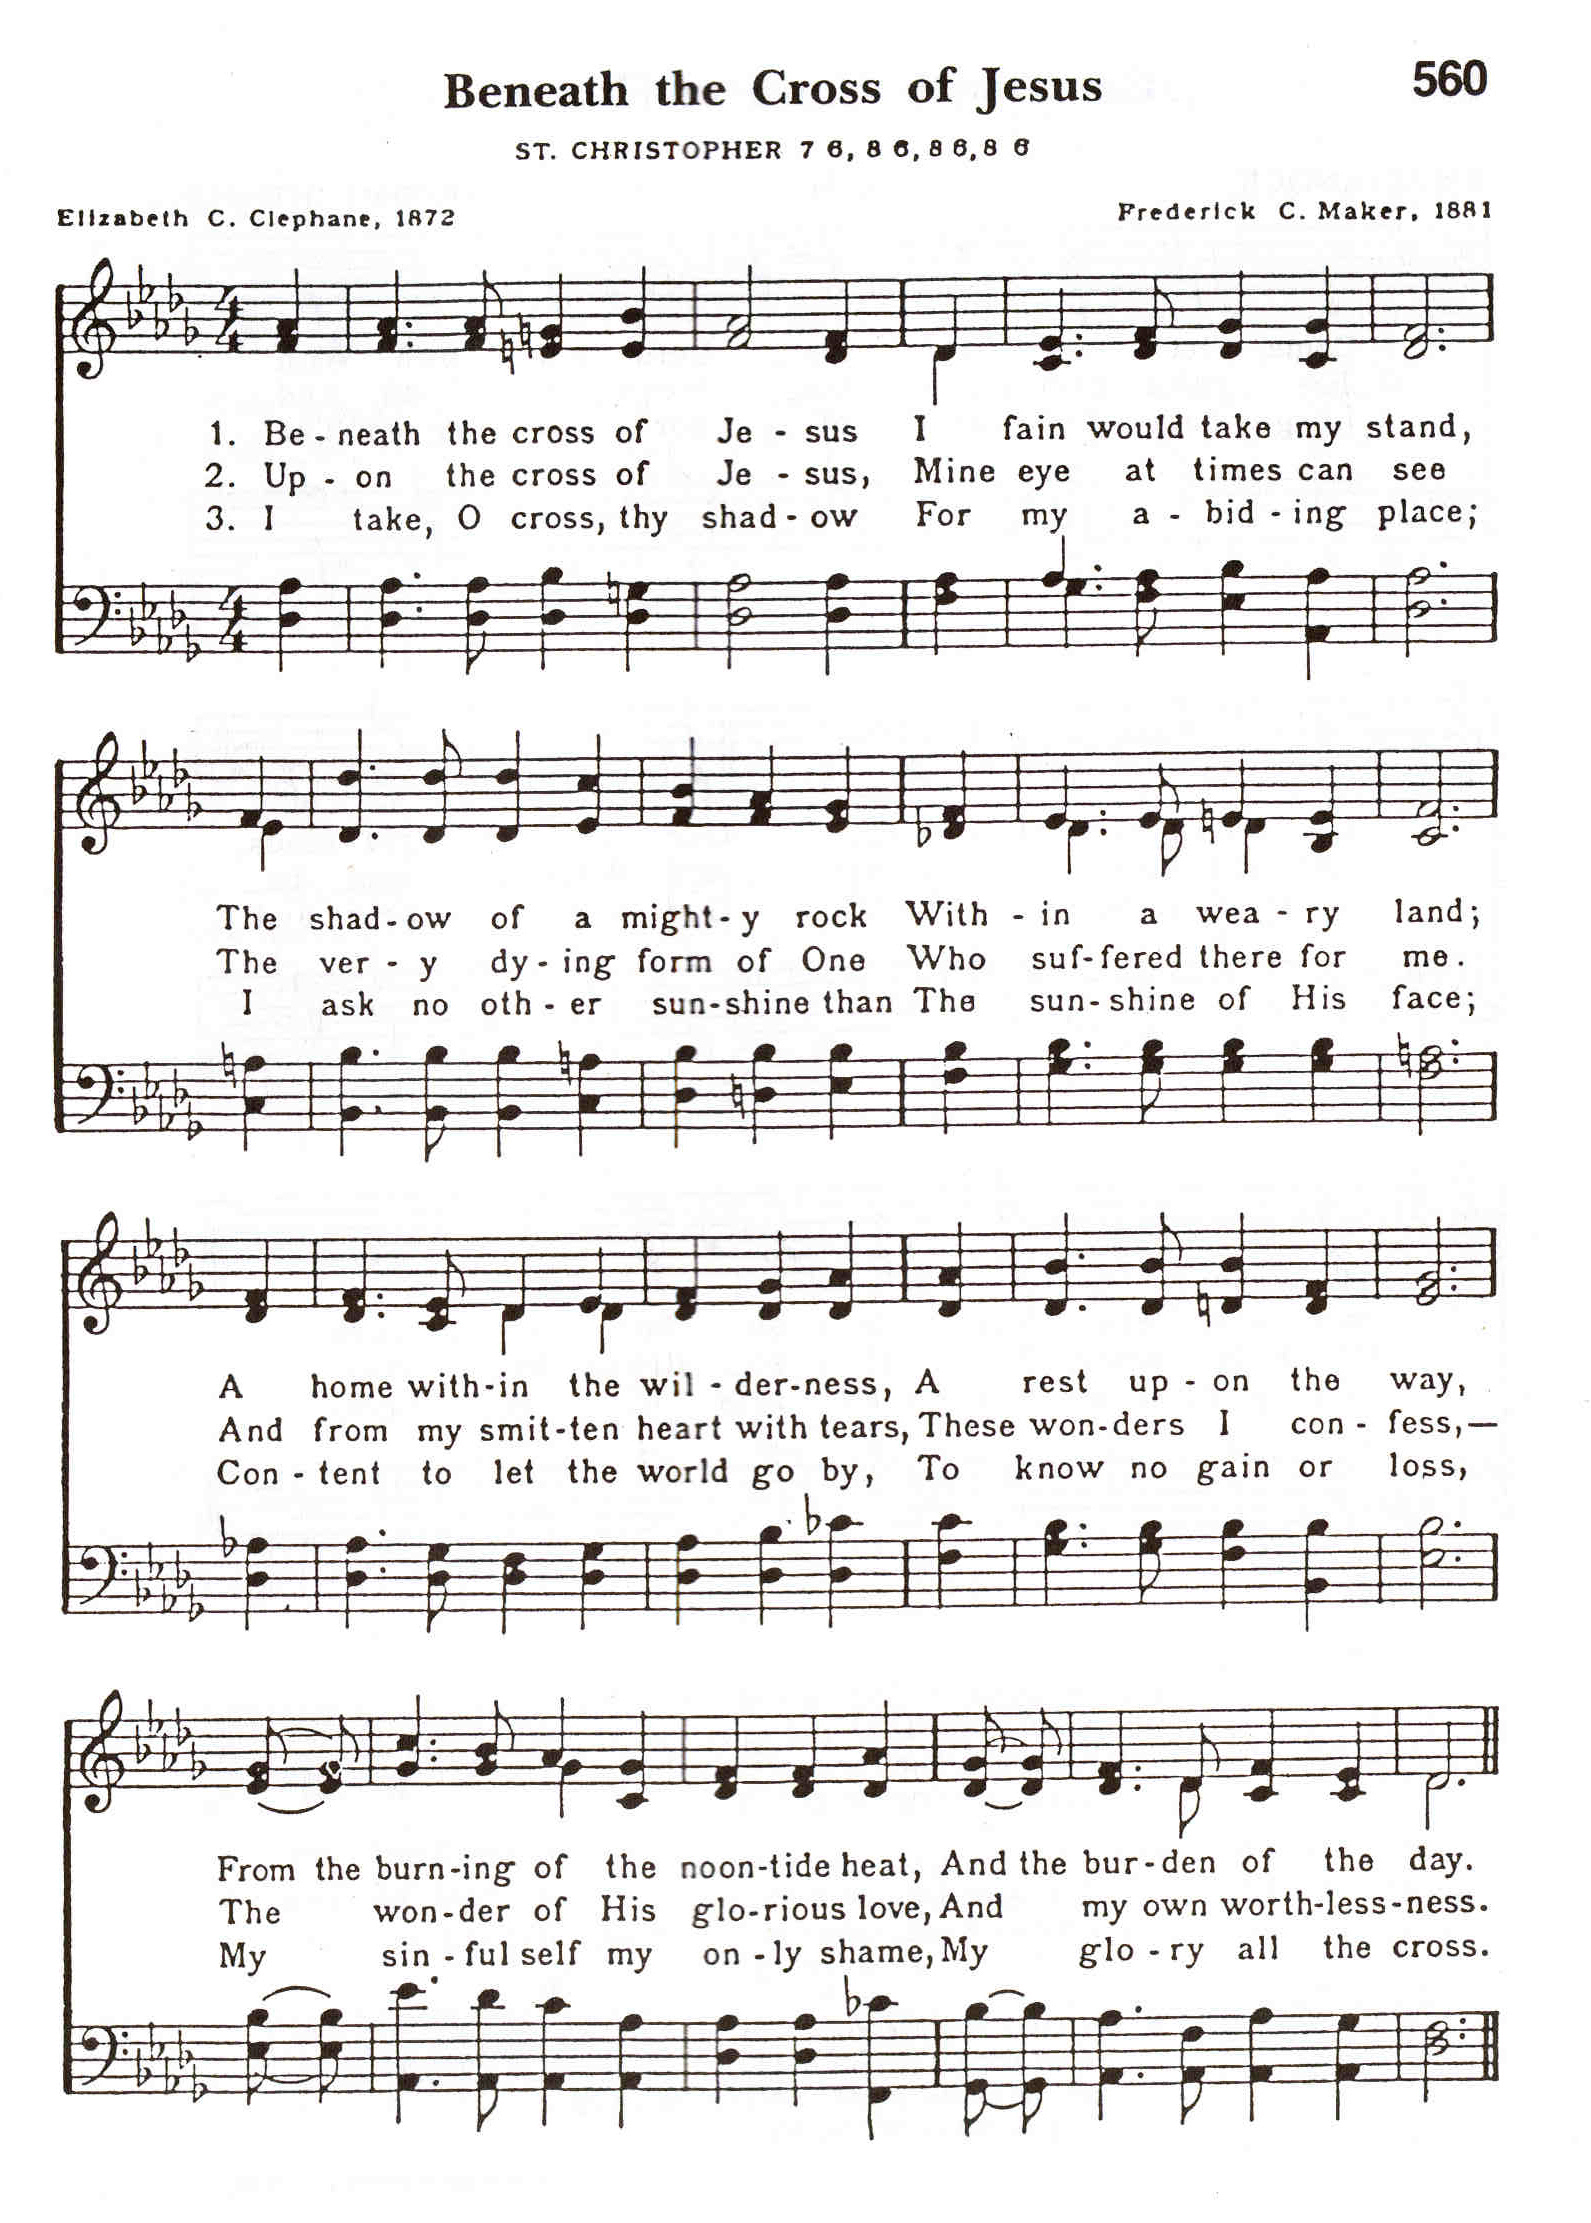 Beneath the Cross of Jesus
560
ST. CHRISTOPHER 7 6, 8 6, 8 6, 8 6
Elizabeth C. Clephane, 1872
Frederick C. Maker, 1881
1. Be - neath the cross of Je - sus I fain would take my stand,
2. Up - on the cross of Je - sus, Mine eye at times can see
3. I take, O cross, thy shad - ow For my a - bid - ing place;
The shad - ow of a might - y rock With - in a wea - ry land;
The ver - y dy - ing form of One Who suf - fered there for me.
I ask no oth - er sun - shine than The sun - shine of His face;
A home with - in the wil - der - ness, A rest up - on the way,
And from my smit - ten heart with tears, These won - ders I con - fess,—
Con - tent to let the world go by, To know no gain or loss,
From the burn - ing of the noon - tide heat, And the bur - den of the day.
The won - der of His glo - rious love, And my own worth - less - ness.
My sin - ful self my on - ly shame, My glo - ry all the cross.